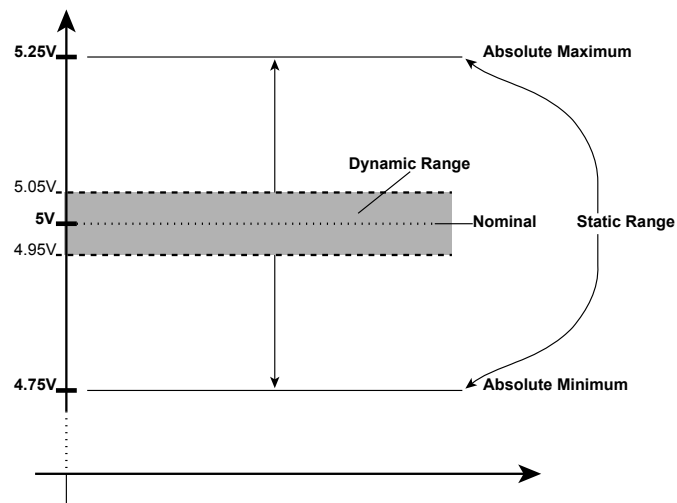 5.25V
Absolute Maximum
Dynamic Range
5.05V
5V
Nominal
Static Range
4.95V
4.75V
Absolute Minimum